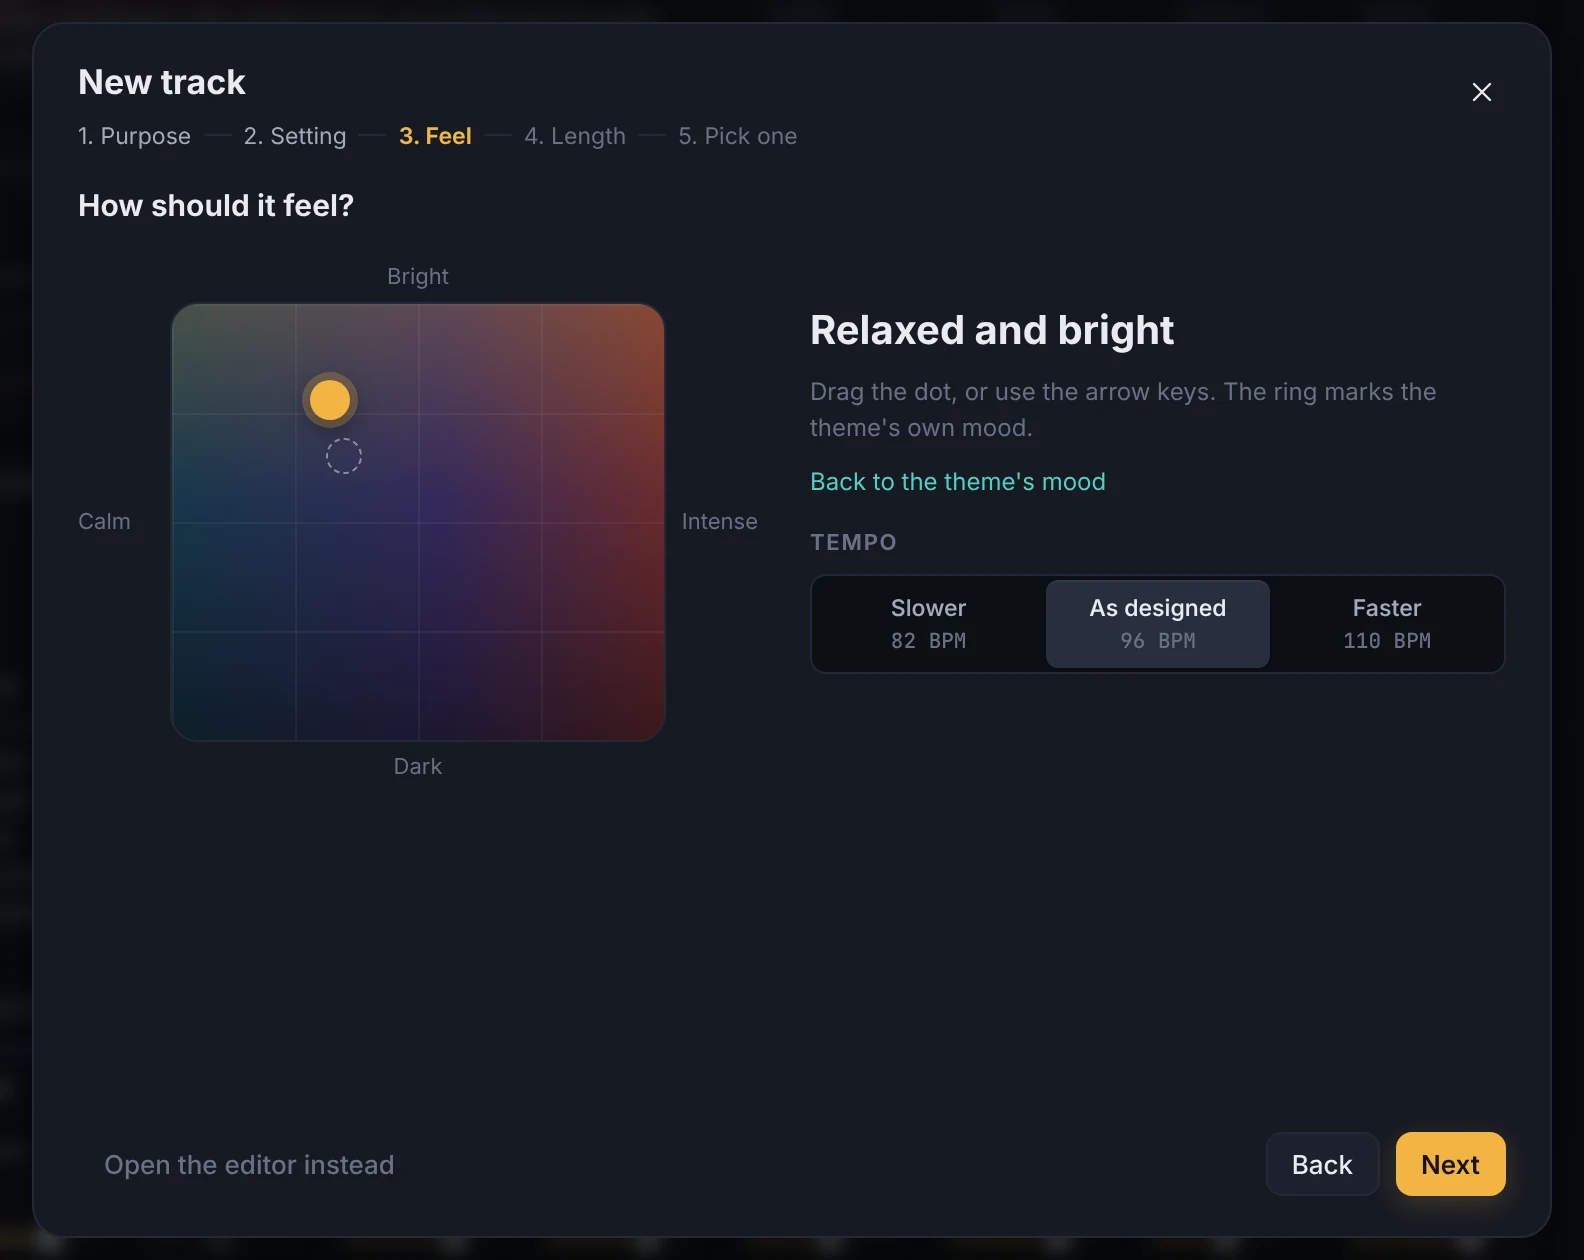 New track
1. Purpose
2. Setting
3. Feel
4. Length
5. Pick one
How should it feel?
Bright
Calm
Intense
Dark
Relaxed and bright
Drag the dot, or use the arrow keys. The ring marks the
theme's own mood.
Back to the theme's mood
TEMPO
Slower
82 BPM
As designed
96 BPM
Faster
110 BPM
Open the editor instead
Back
Next